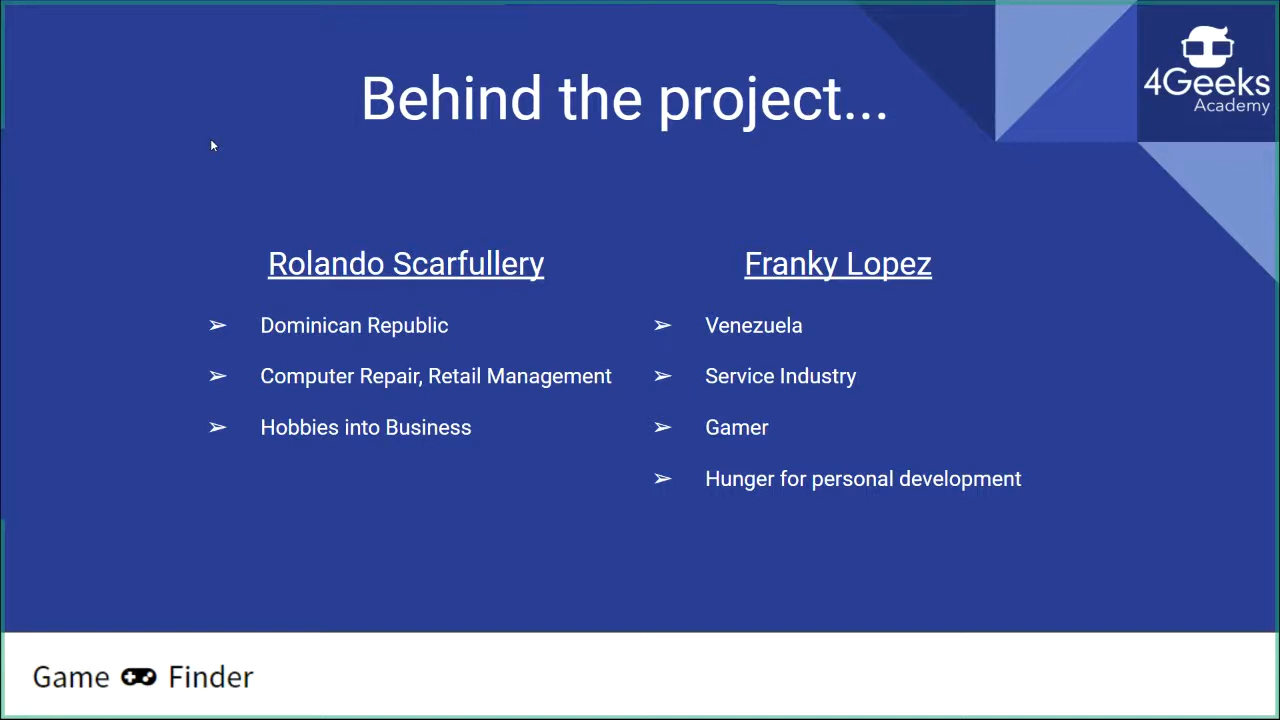 Behind the project...
4Geeks
Academy
Rolando Scarfullery
➢ Dominican Republic
➢ Computer Repair, Retail Management
➢ Hobbies into Business
Franky Lopez
➢ Venezuela
➢ Service Industry
➢ Gamer
➢ Hunger for personal development
Game Finder